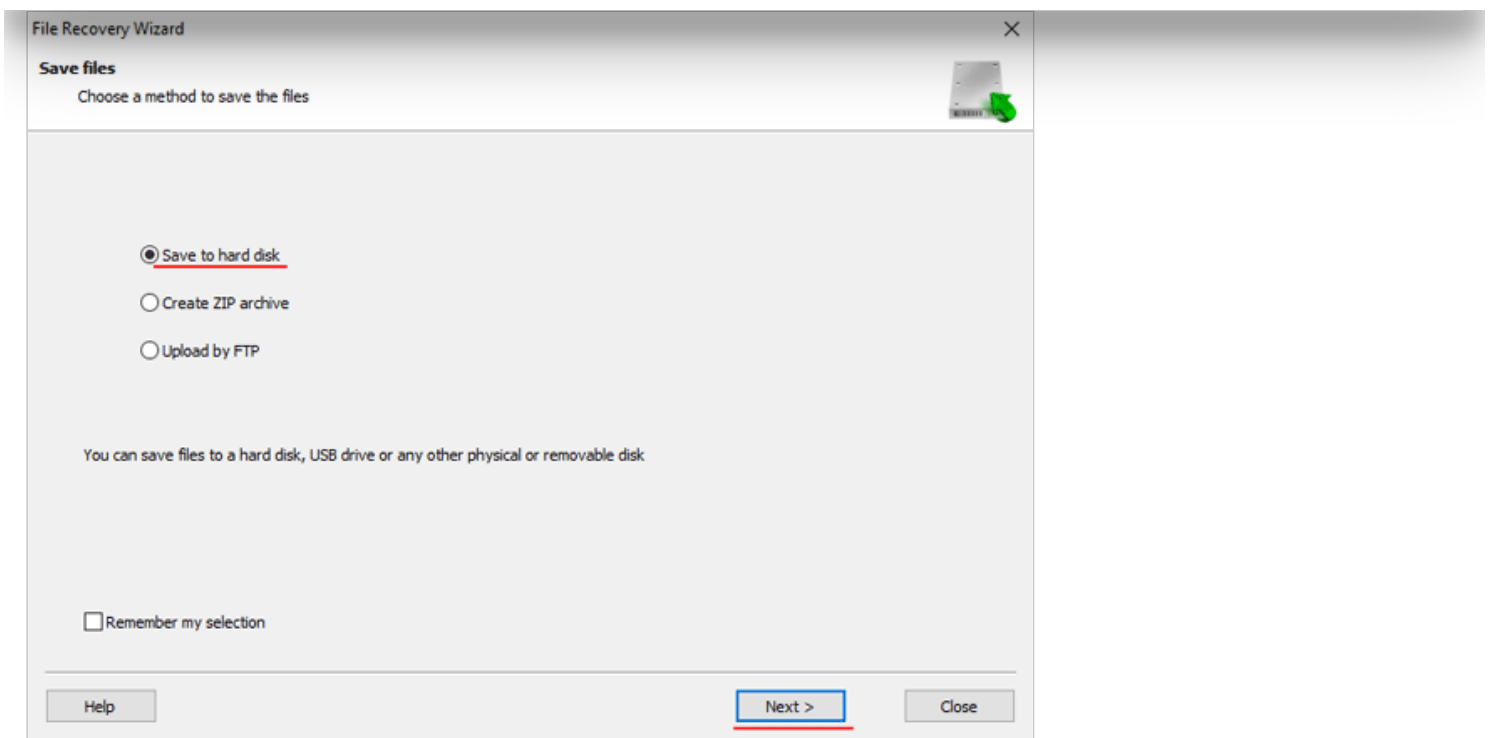 File Recovery Wizard
Save files
Choose a method to save the files
Save to hard disk
Create ZIP archive
Upload by FTP
You can save files to a hard disk, USB drive or any other physical or removable disk
Remember my selection
Help
Next >
Close